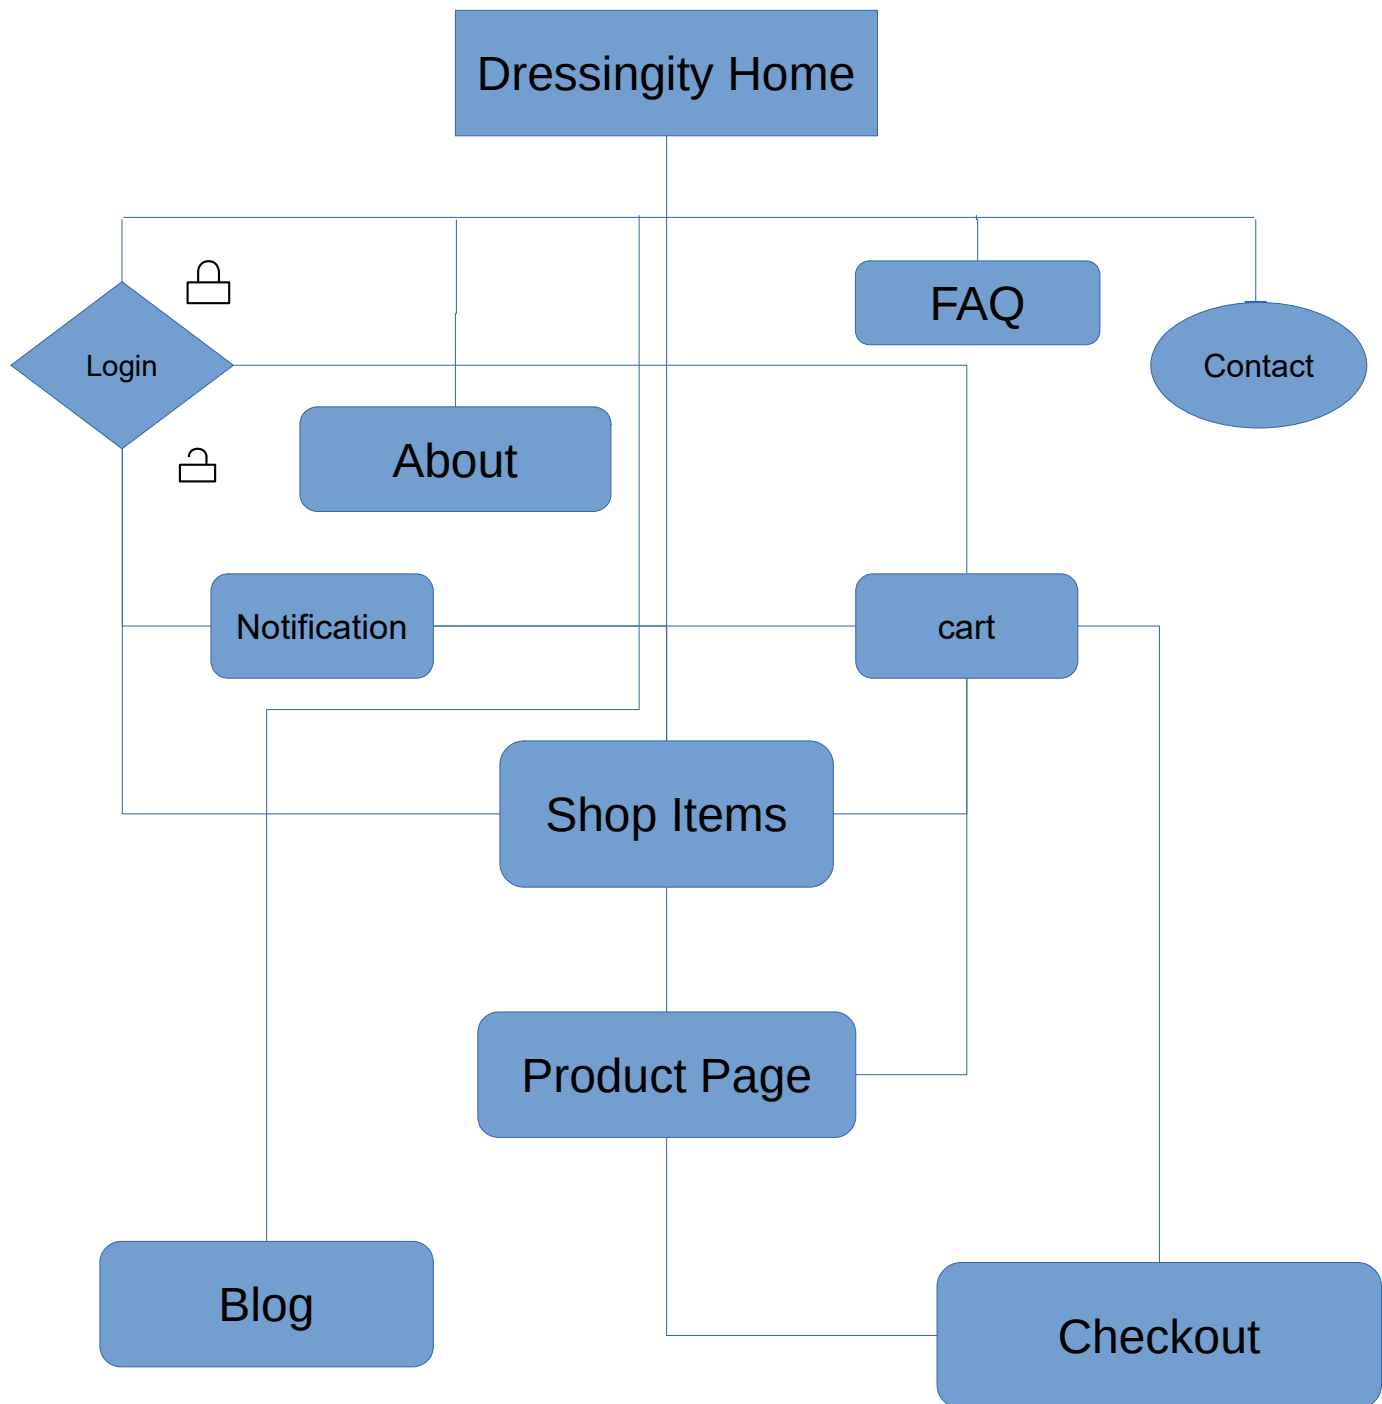 Dressingity Home
FAQ
Login
Contact
About
Notification
cart
Shop Items
Product Page
Blog
Checkout